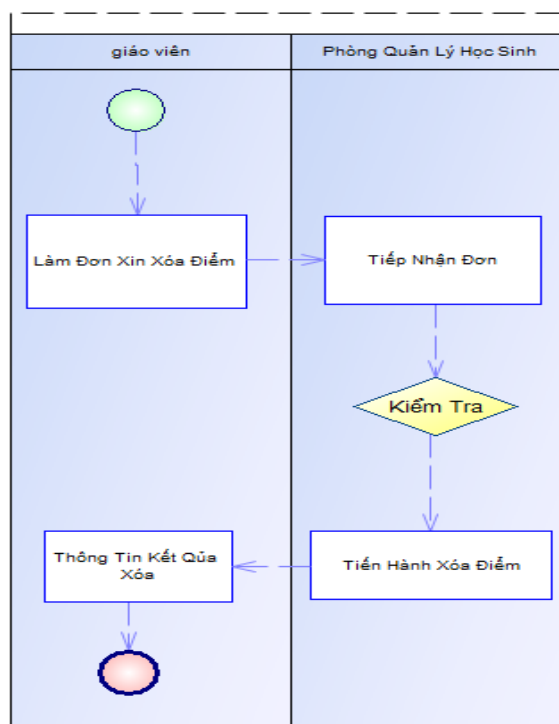 giáo viên
Phòng Quản Lý Học Sinh
Làm Đơn Xin Xóa Điểm
Tiếp Nhận Đơn
Kiểm Tra
Tiến Hành Xóa Điểm
Thông Tin Kết Qủa
Xóa